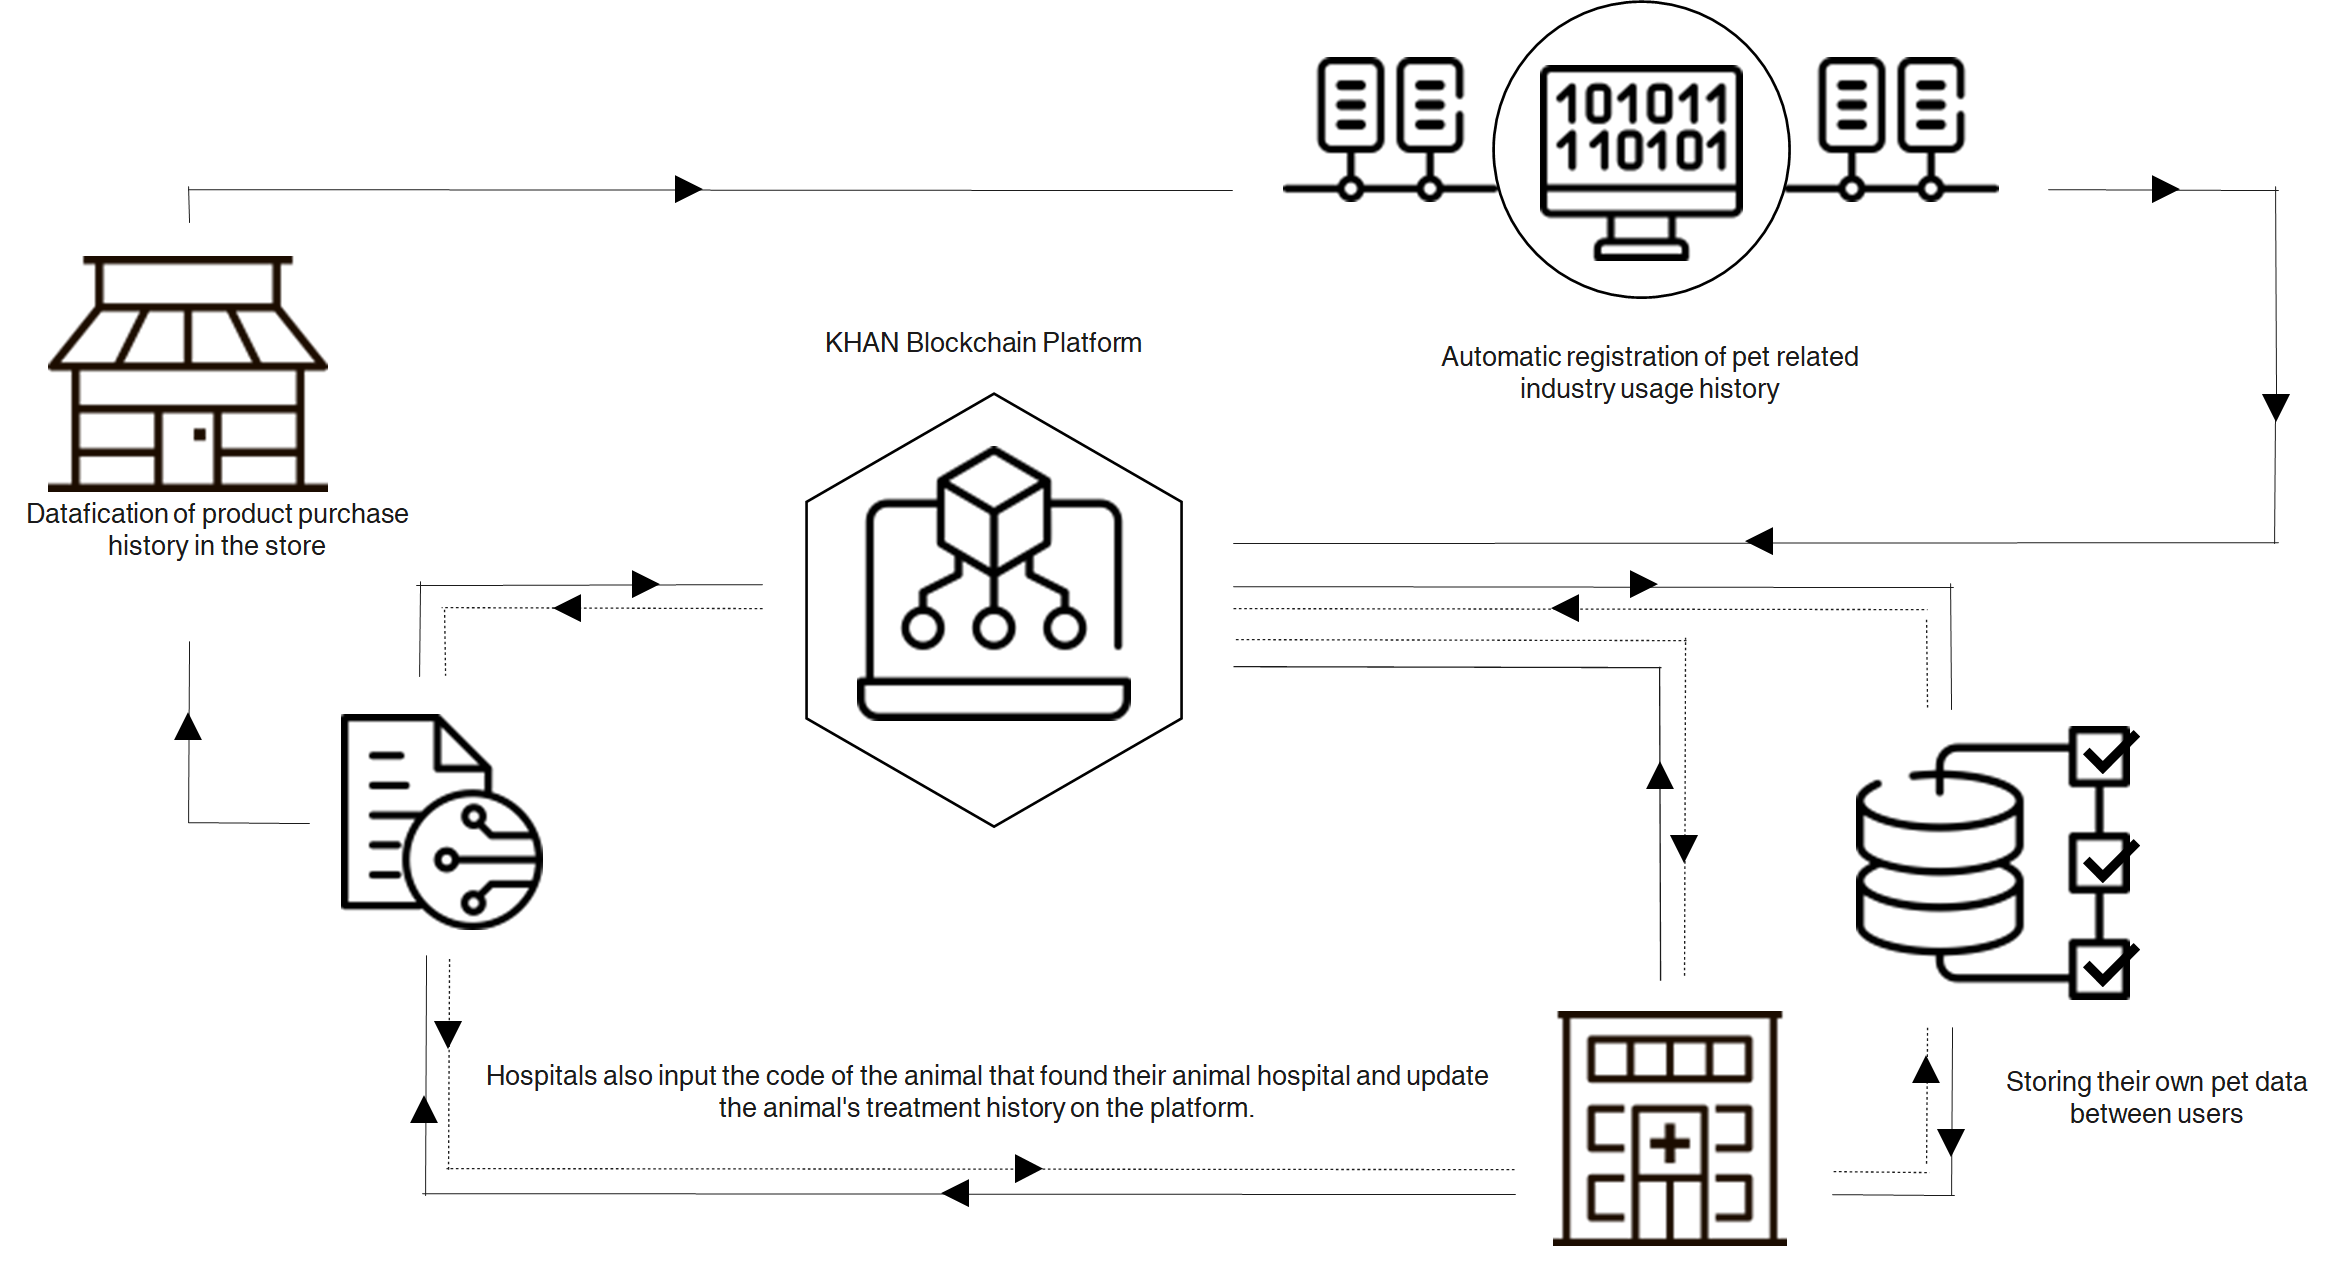 101011
110101
KHAN Blockchain Platform
Automatic registration of pet related
industry usage history
Datafication of product purchase
history in the store
Hospitals also input the code of the animal that found their animal hospital and update
the animal's treatment history on the platform.
Storing their own pet data
between users